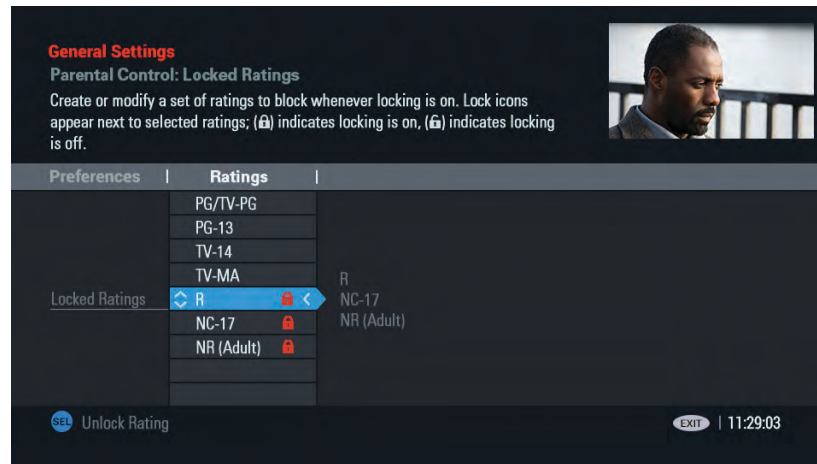 General Settings
Parental Control: Locked Ratings
Create or modify a set of ratings to block whenever locking is on. Lock icons
appear next to selected ratings; (🔒) indicates locking is on, (🔓) indicates locking
is off.
Preferences | Ratings |
PG/TV-PG
PG-13
TV-14
TV-MA
Locked Ratings
R
NC-17
NR (Adult)
R
NC-17
NR (Adult)
SEL Unlock Rating
EXIT | 11:29:03